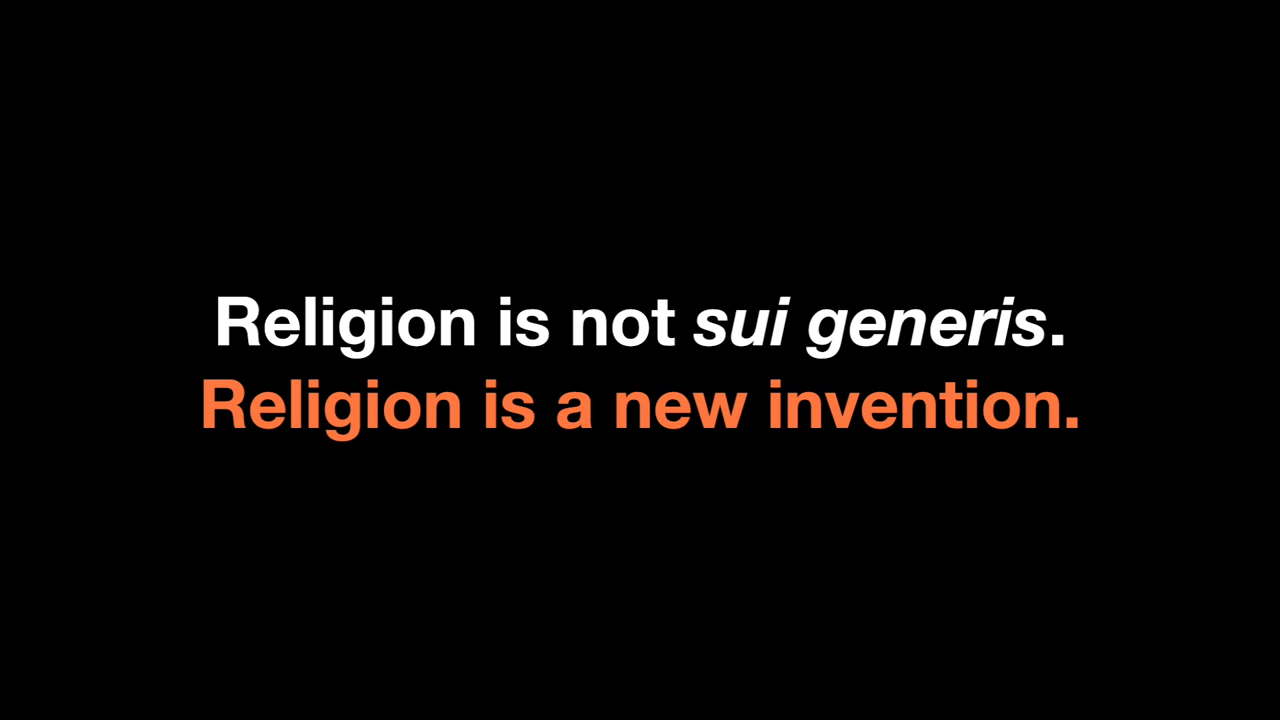 Religion is not sui generis.
Religion is a new invention.